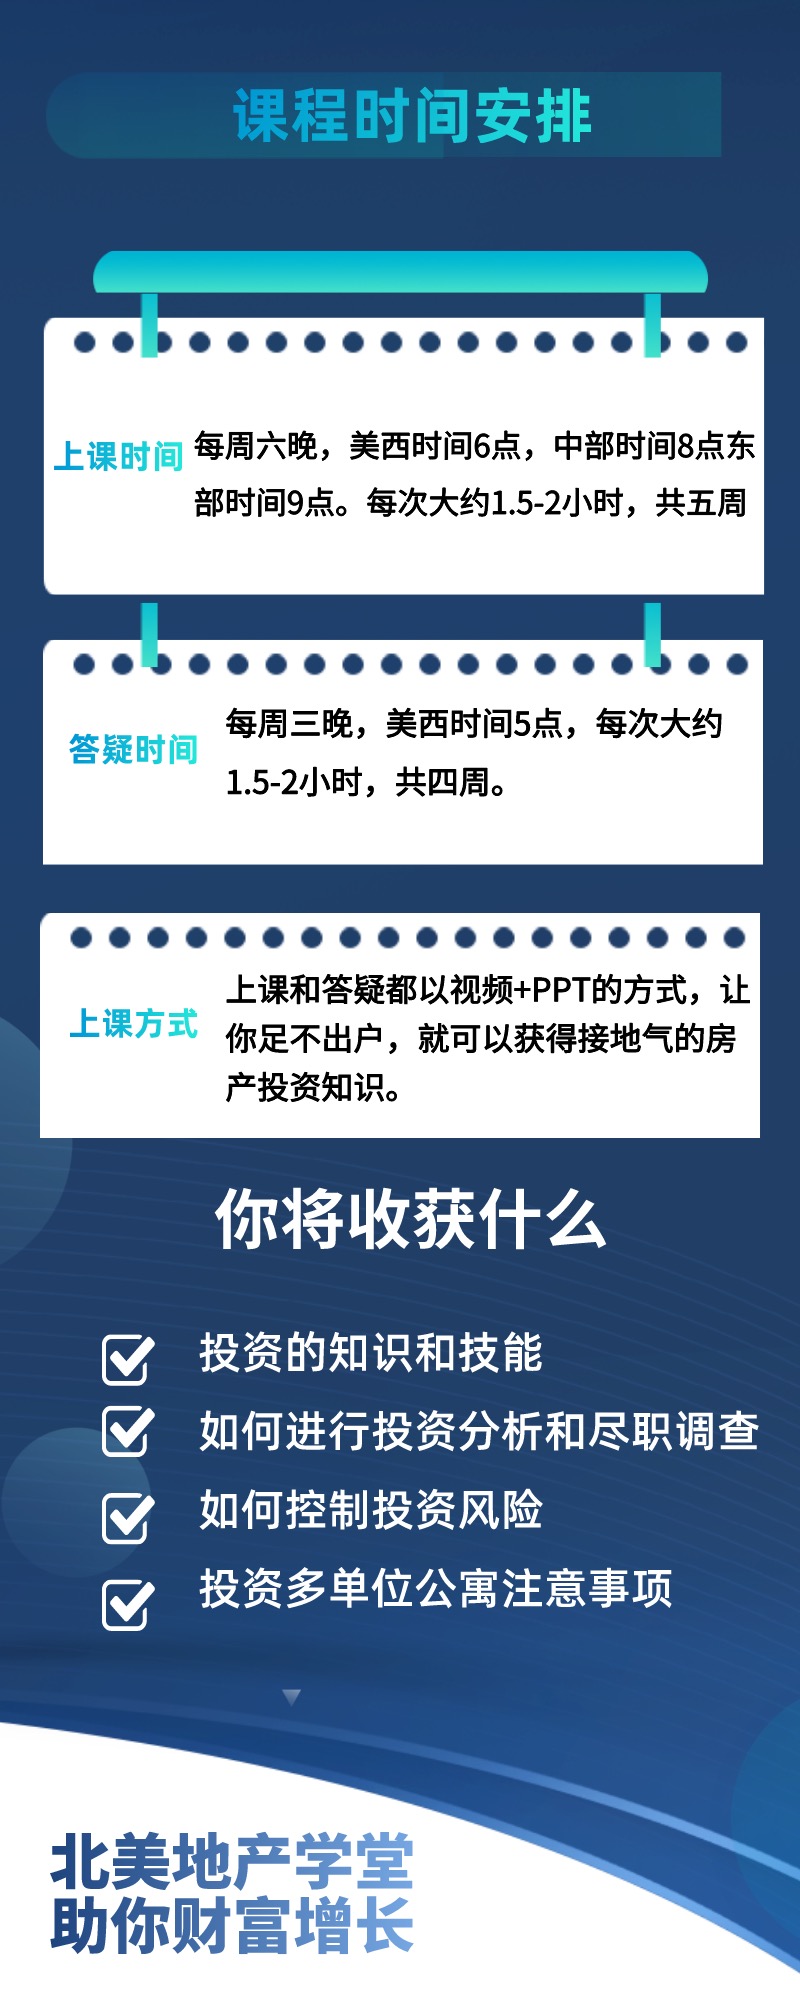 课程时间安排
上课时间
每周六晚，美西时间6点，中部时间8点东
部时间9点。每次大约1.5-2小时，共五周
答疑时间
每周三晚，美西时间5点，每次大约
1.5-2小时，共四周。
上课方式
上课和答疑都以视频+PPT的方式，让
你足不出户，就可以获得接地气的房
产投资知识。
你将收获什么
投资的知识和技能
如何进行投资分析和尽职调查
如何控制投资风险
投资多单位公寓注意事项
北美地产学堂
助你财富增长